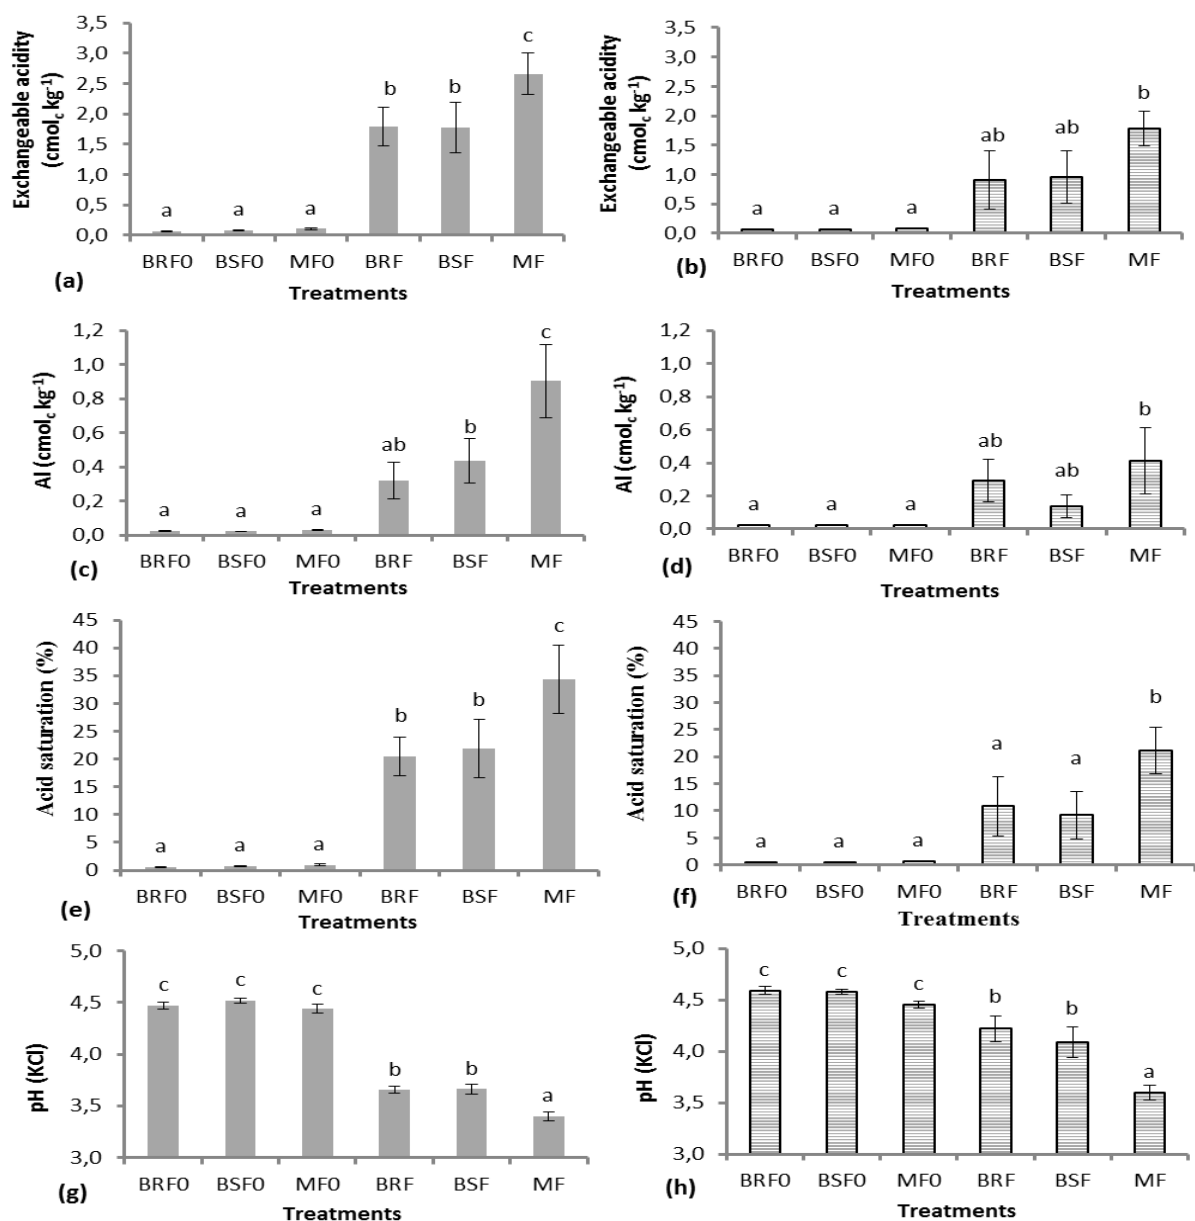 Exchangeable acidity
(cmolc kg-1)
3,5
3,0
2,5
2,0
1,5
1,0
0,5
0,0
a a a b b c
BRF0 BSF0 MF0 BRF BSF MF
(a)
Treatments
Exchangeable acidity
(cmolc kg-1)
3,5
3,0
2,5
2,0
1,5
1,0
0,5
0,0
a a a ab ab b
BRF0 BSF0 MF0 BRF BSF MF
(b)
Treatments
Al (cmolc kg-1)
1,2
1,0
0,8
0,6
0,4
0,2
0,0
a a a ab b c
BRF0 BSF0 MF0 BRF BSF MF
(c)
Treatments
Al (cmolc kg-1)
1,2
1,0
0,8
0,6
0,4
0,2
0,0
a a a ab ab b
BRF0 BSF0 MF0 BRF BSF MF
(d)
Treatments
Acid saturation (%)
45
40
35
30
25
20
15
10
5
0
a a a b b c
BRF0 BSF0 MF0 BRF BSF MF
(e)
Treatments
Acid saturation (%)
45
40
35
30
25
20
15
10
5
0
a a a a a b
BRF0 BSF0 MF0 BRF BSF MF
(f)
Treatments
pH (KCl)
5,0
4,5
4,0
3,5
3,0
c c c b b a
BRF0 BSF0 MF0 BRF BSF MF
(g)
Treatments
pH (KCl)
5,0
4,5
4,0
3,5
3,0
c c c b b a
BRF0 BSF0 MF0 BRF BSF MF
(h)
Treatments